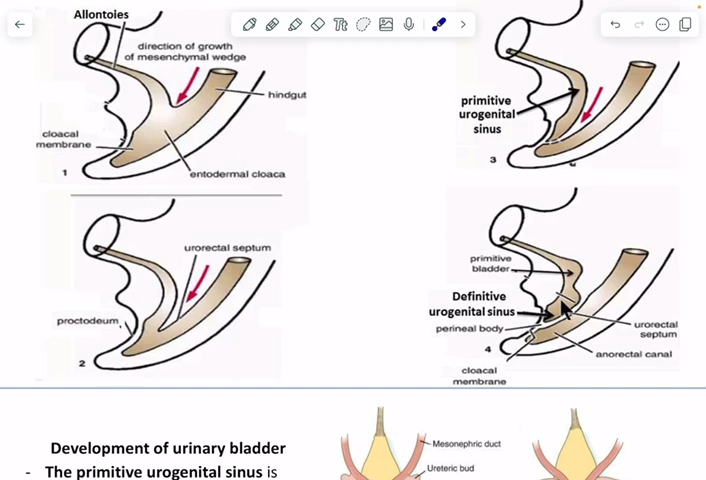 Allontoies
direction of growth
of mesenchymal wedge
hindgut
cloacal
membrane
entodermal cloaca
1
primitive
urogenital
sinus
3
urorectal septum
proctodeum
2
primitive
bladder
Definitive
urogenital sinus
perineal body
urorectal
septum
anorectal canal
4
cloacal
membrane
Development of urinary bladder
- The primitive urogenital sinus is
Mesonephric duct
Ureteric bud